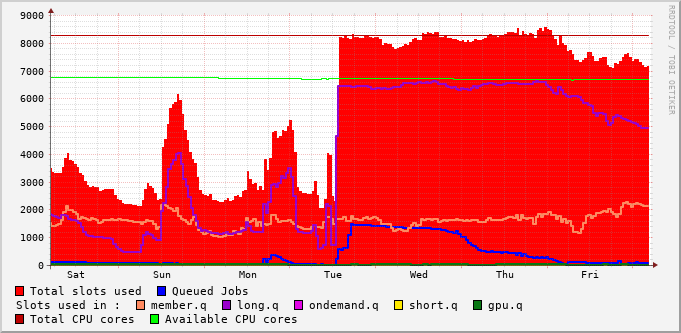 9000
8000
7000
6000
5000
4000
3000
2000
1000
0
Sat Sun Mon Tue Wed Thu Fri
RRDTOOL / TOBI OETIKER
Total slots used Queued Jobs
Slots used in : member.q long.q ondemand.q short.q gpu.q
Total CPU cores Available CPU cores